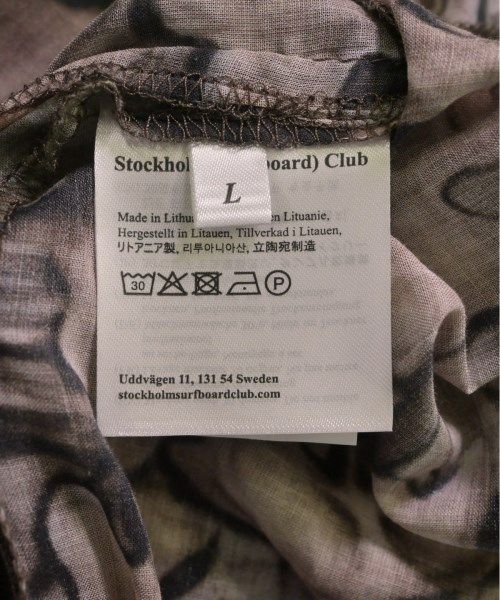 Stockhol board) Club
L
Made in Lithu en Lituanie,
Hergestellt in Litauen, Tillverkad i Litauen,
リトアニア製, 리투아니아산, 立陶宛制造
30 P
Uddvägen 11, 131 54 Sweden
stockholmsurfboardclub.com